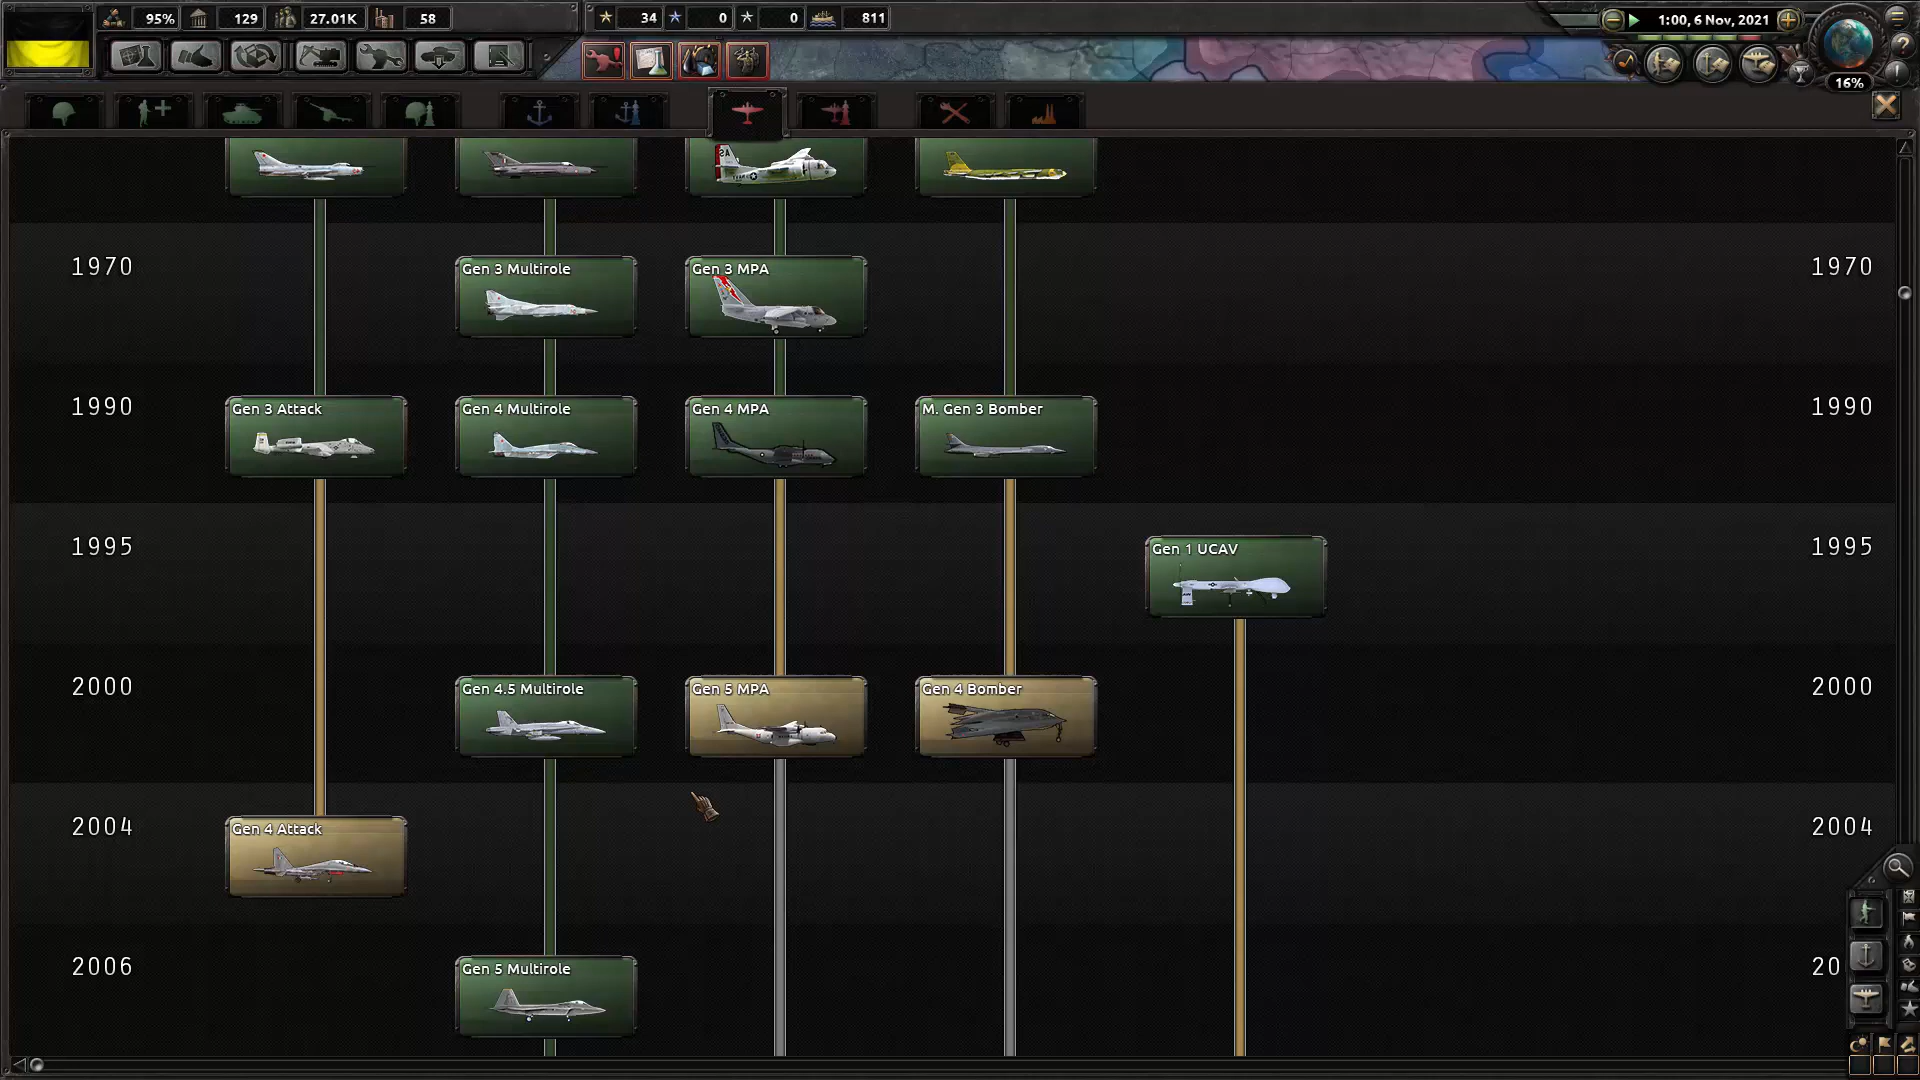 95% 129 27.01K 58 34 0 0 811 1:00, 6 Nov, 2021
16%
1970 Gen 3 Multirole Gen 3 MPA 1970
1990 Gen 3 Attack Gen 4 Multirole Gen 4 MPA M. Gen 3 Bomber 1990
1995 Gen 1 UCAV 1995
2000 Gen 4.5 Multirole Gen 5 MPA Gen 4 Bomber 2000
2004 Gen 4 Attack 2004
2006 Gen 5 Multirole 20